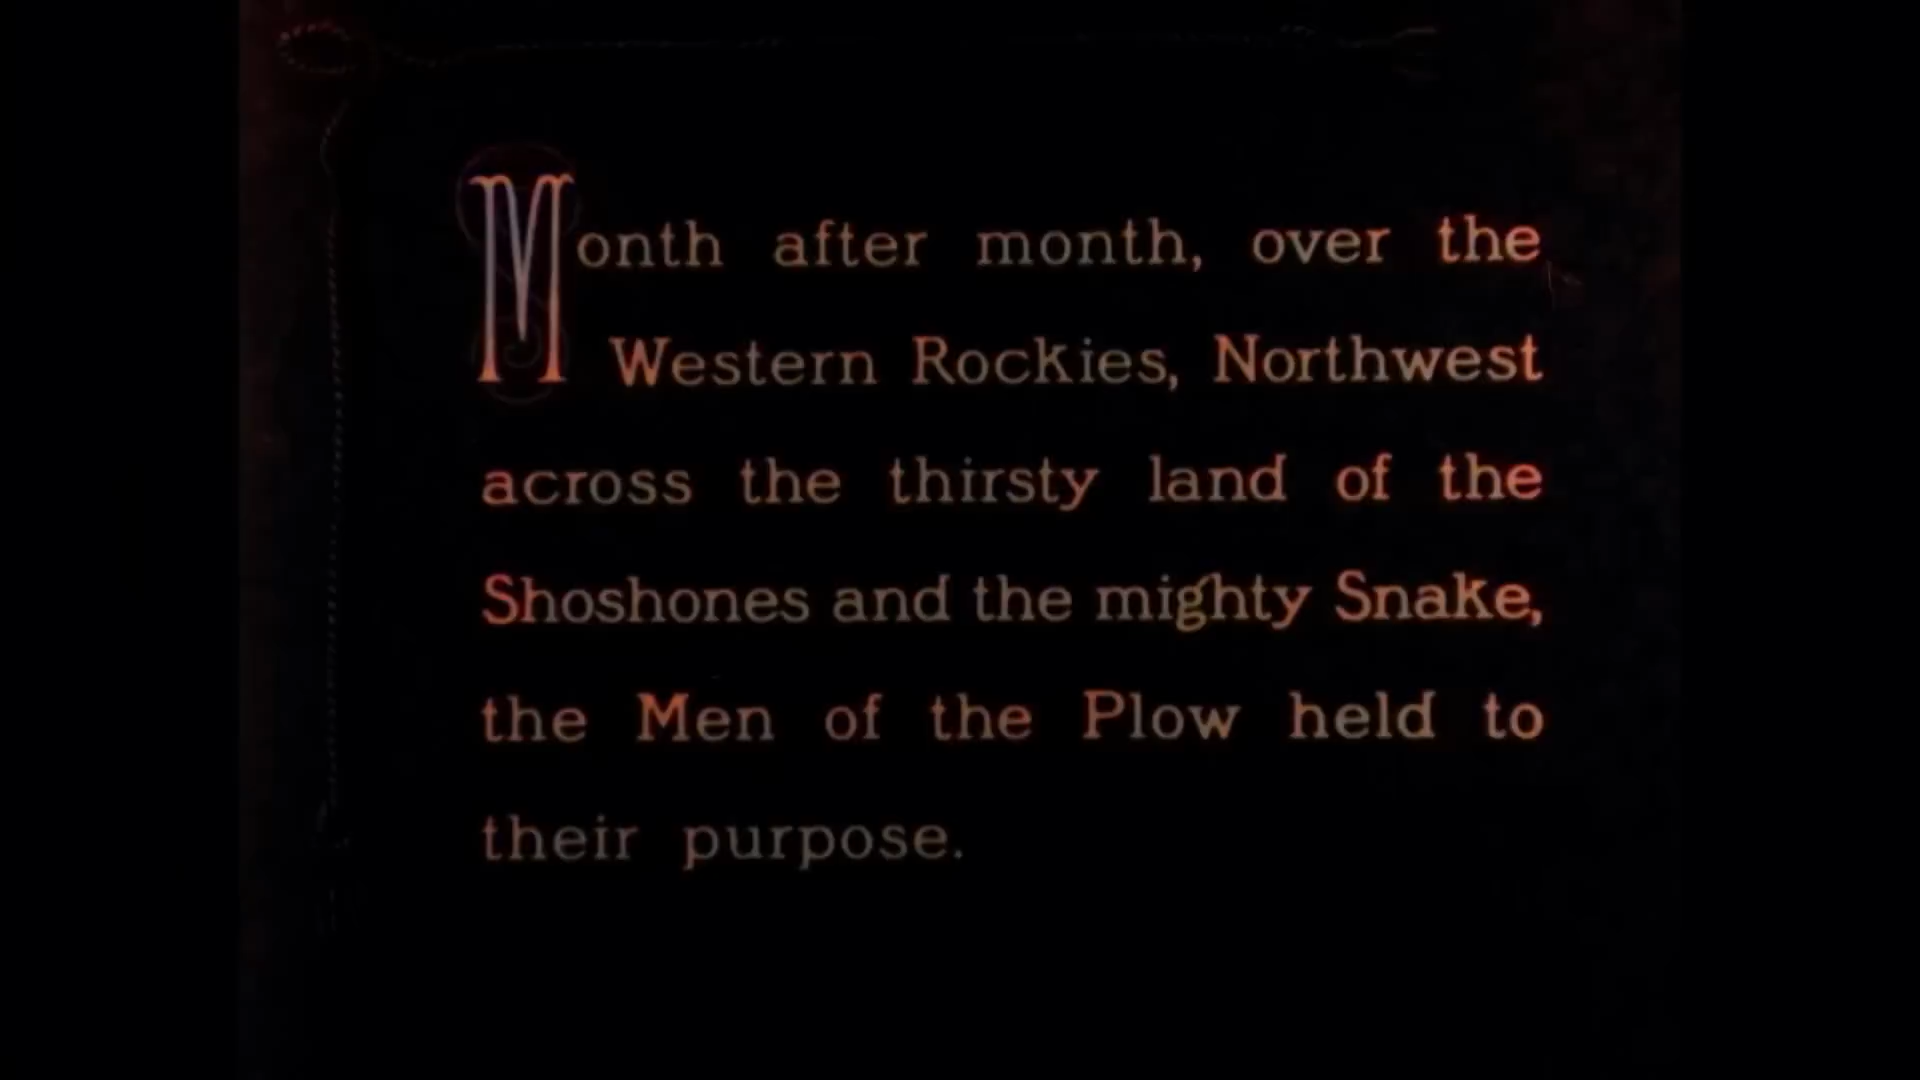 Month after month, over the
Western Rockies, Northwest
across the thirsty land of the
Shoshones and the mighty Snake,
the Men of the Plow held to
their purpose.